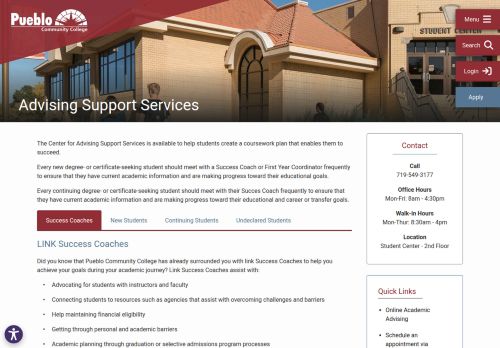 Pueblo
Community College
STUDENT CENTER
Menu
Search
Login
Apply
Advising Support Services
The Center for Advising Support Services is available to help students create a coursework plan that enables them to
succeed.
Every new degree- or certificate-seeking student should meet with a Success Coach or First Year Coordinator frequently
to ensure that they have current academic information and are making progress toward their educational goals.
Every continuing degree- or certificate-seeking student should meet with their Succes Coach frequently to ensure that
they have current academic information and are making progress toward their education and career or transfer goals.
Success Coaches
New Students
Continuing Students
Undeclared Students
LINK Success Coaches
Did you know that Pueblo Community College has already surrounded you with link Success Coaches to help you
achieve your goals during your academic journey? Link Success Coaches assist with:
• Advocating for students with instructors and faculty
• Connecting students to resources such as agencies that assist with overcoming challenges and barriers
• Help maintaining financial eligibility
• Getting through personal and academic barriers
• Academic planning through graduation or selective admissions program processes
Contact
Call
719-549-3177
Office Hours
Mon-Fri: 8am - 4:30pm
Walk-In Hours
Mon-Thur: 8:30am - 4pm
Location
Student Center - 2nd Floor
Quick Links
• Online Academic
Advising
• Schedule an
appointment via